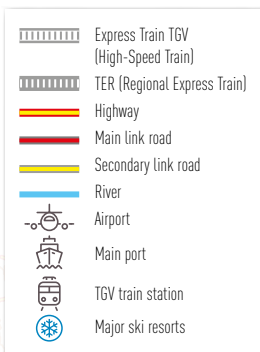 Express Train TGV
(High-Speed Train)
TER (Regional Express Train)
Highway
Main link road
Secondary link road
River
Airport
Main port
TGV train station
Major ski resorts